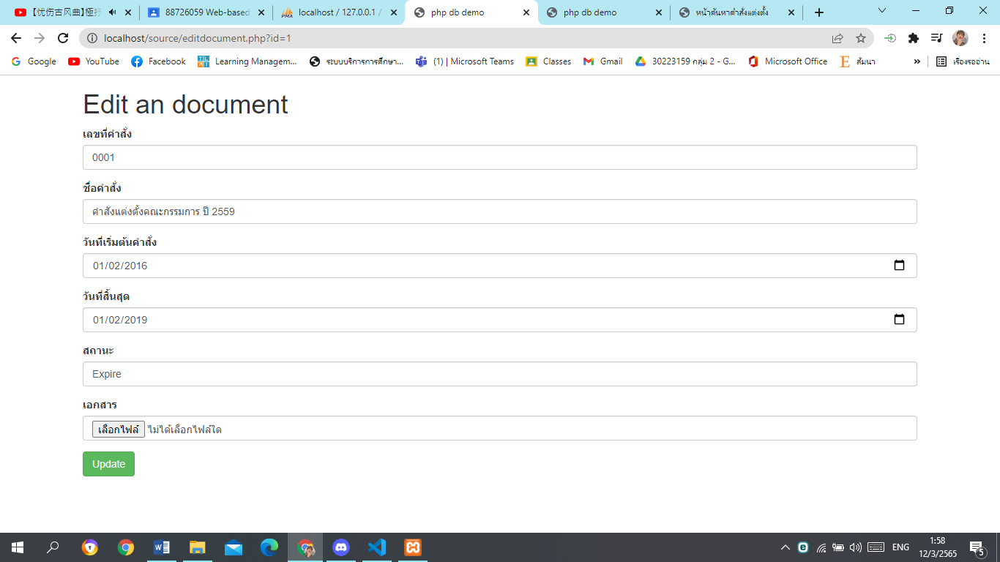 【优伤古风曲】
88726059 Web-based
localhost / 127.0.0.1 /
php db demo
php db demo
หน้าค้นหาคำสั่งแต่งตั้ง
localhost/source/editdocument.php?id=1
Google
YouTube
Facebook
Learning Managem...
ระบบบริการการศึกษา...
(1) | Microsoft Teams
Classes
Gmail
30223159 กลุ่ม 2 - G...
Microsoft Office
สัมนา
»
เรื่องรออ่าน
Edit an document
เลขที่คำสั่ง
0001
ชื่อคำสั่ง
คำสั่งแต่งตั้งคณะกรรมการ ปี 2559
วันที่เริ่มต้นคำสั่ง
01/02/2016
วันที่สิ้นสุด
01/02/2019
สถานะ
Expire
เอกสาร
เลือกไฟล์ ไม่ได้เลือกไฟล์ใด
Update
ENG
1:58
12/3/2565
5